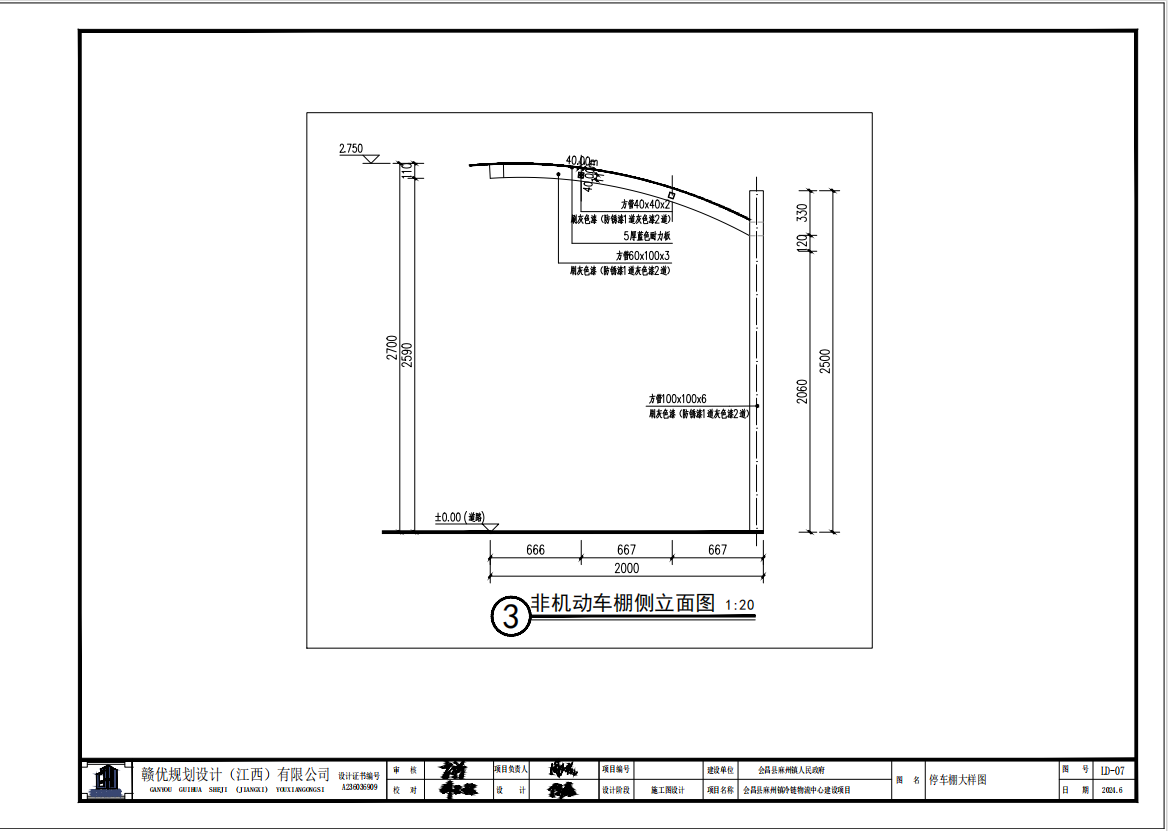 2.750
110
40.00m
40.00m
方管40x40x2
刷灰色漆（防锈漆1道灰色漆2道）
5厚蓝色耐力板
方管60x100x3
刷灰色漆（防锈漆1道灰色漆2道）
330
120
2700
2590
2500
2060
方管100x100x6
刷灰色漆（防锈漆1道灰色漆2道）
±0.00(道路)
666 667 667
2000
3 非机动车棚侧立面图 1:20
赣优规划设计（江西）有限公司
GANYOU GUIHUA SHEJI (JIANGXI) YOUXIANGONGSI
设计证书编号
A236036909
审 核
校 对
项目负责人
设 计
项目编号
设计阶段 施工图设计
建设单位 会昌县麻州镇人民政府
项目名称 会昌县麻州镇冷链物流中心建设项目
图 名 停车棚大样图
图 号 LD-07
日 期 2024.6